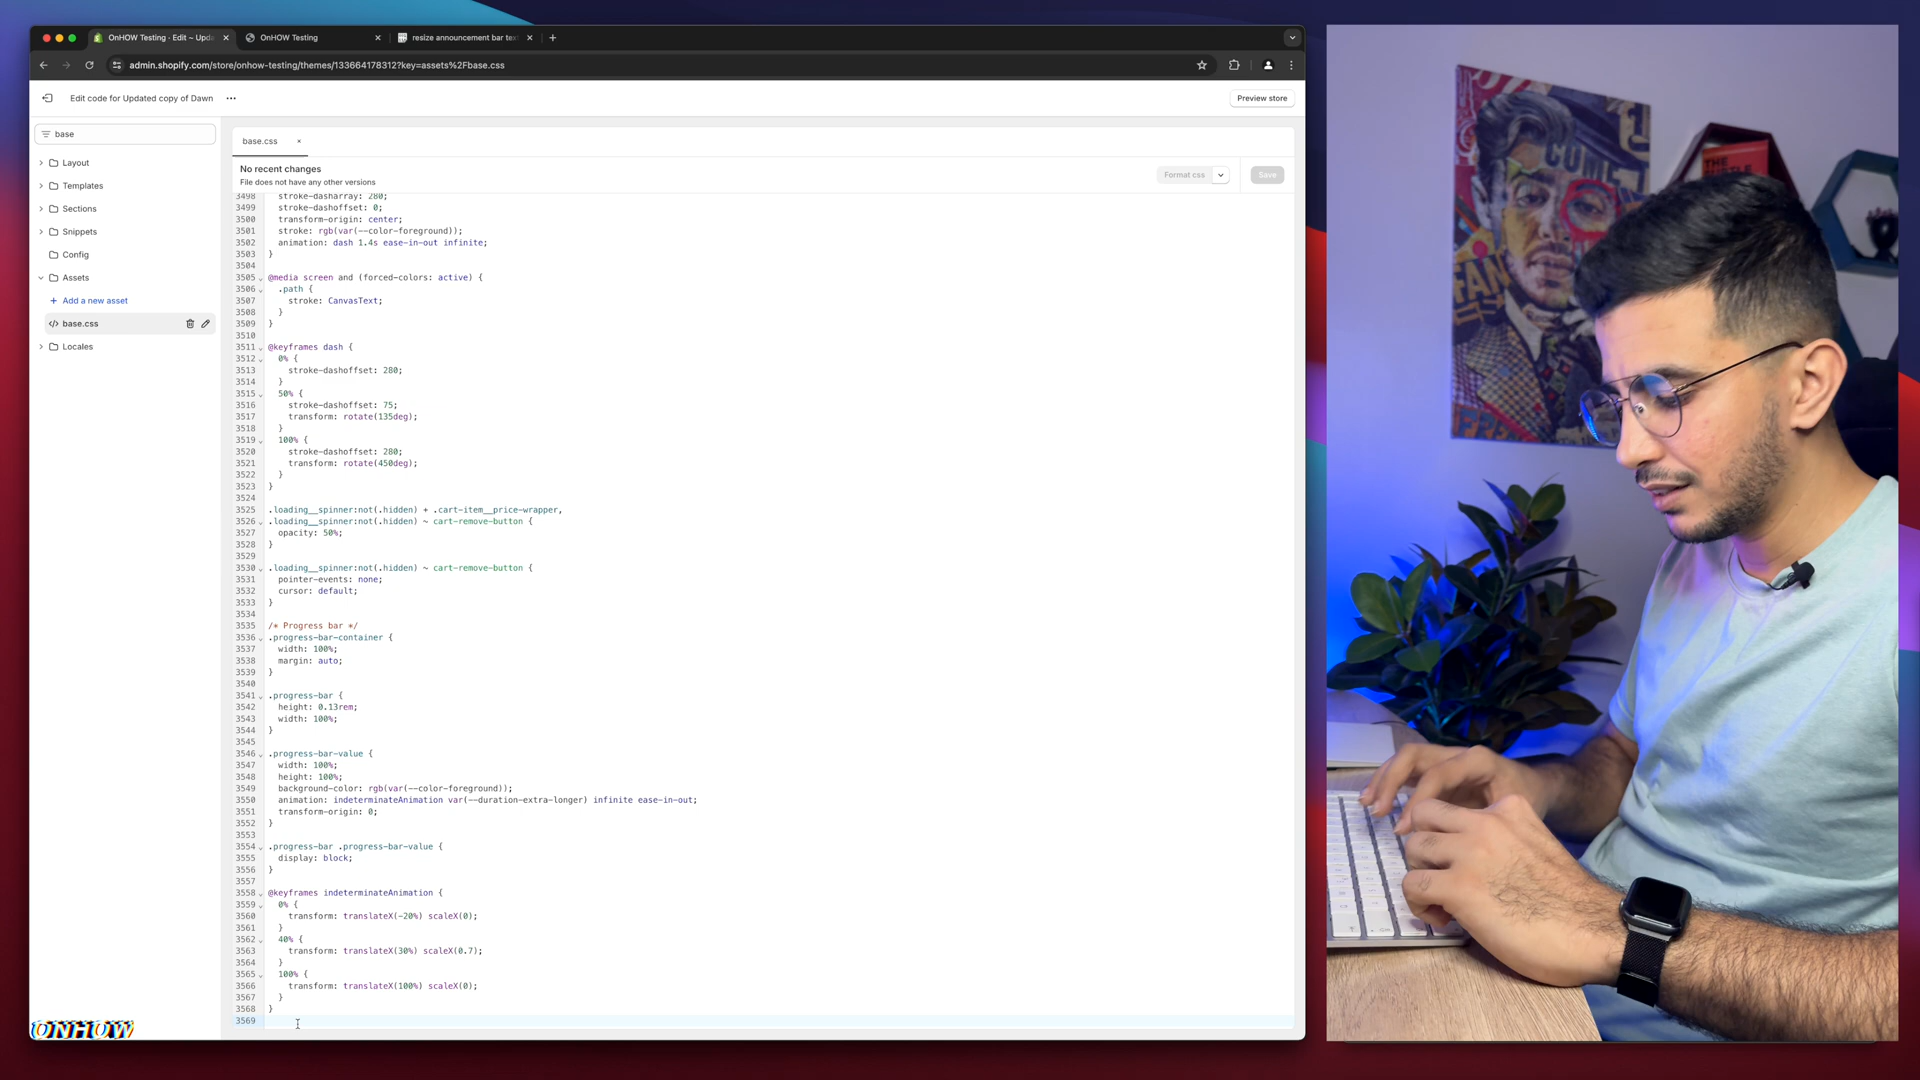 OnHOW Testing · Edit ~ Upda
OnHOW Testing
resize announcement bar tex
admin.shopify.com/store/onhow-testing/themes/133664178312?key=assets%2Fbase.css
Edit code for Updated copy of Dawn
Preview store
base
Layout
Templates
Sections
Snippets
Config
Assets
+ Add a new asset
base.css
Locales
base.css
No recent changes
File does not have any other versions
Format css
Save
3498 stroke-dasharray: 280;
3499 stroke-dashoffset: 0;
3500 transform-origin: center;
3501 stroke: rgb(var(--color-foreground));
3502 animation: dash 1.4s ease-in-out infinite;
3503 }
3504
3505 @media screen and (forced-colors: active) {
3506 .path {
3507 stroke: CanvasText;
3508 }
3509 }
3510
3511 @keyframes dash {
3512 0% {
3513 stroke-dashoffset: 280;
3514 }
3515 50% {
3516 stroke-dashoffset: 75;
3517 transform: rotate(135deg);
3518 }
3519 100% {
3520 stroke-dashoffset: 280;
3521 transform: rotate(450deg);
3522 }
3523 }
3524
3525 .loading__spinner:not(.hidden) + .cart-item__price-wrapper,
3526 .loading__spinner:not(.hidden) ~ cart-remove-button {
3527 opacity: 50%;
3528 }
3529
3530 .loading__spinner:not(.hidden) ~ cart-remove-button {
3531 pointer-events: none;
3532 cursor: default;
3533 }
3534
3535 /* Progress bar */
3536 .progress-bar-container {
3537 width: 100%;
3538 margin: auto;
3539 }
3540
3541 .progress-bar {
3542 height: 0.13rem;
3543 width: 100%;
3544 }
3545
3546 .progress-bar-value {
3547 width: 100%;
3548 height: 100%;
3549 background-color: rgb(var(--color-foreground));
3550 animation: indeterminateAnimation var(--duration-extra-longer) infinite ease-in-out;
3551 transform-origin: 0;
3552 }
3553
3554 .progress-bar .progress-bar-value {
3555 display: block;
3556 }
3557
3558 @keyframes indeterminateAnimation {
3559 0% {
3560 transform: translateX(-20%) scaleX(0);
3561 }
3562 40% {
3563 transform: translateX(30%) scaleX(0.7);
3564 }
3565 100% {
3566 transform: translateX(100%) scaleX(0);
3567 }
3568 }
3569
ONHOW
THE